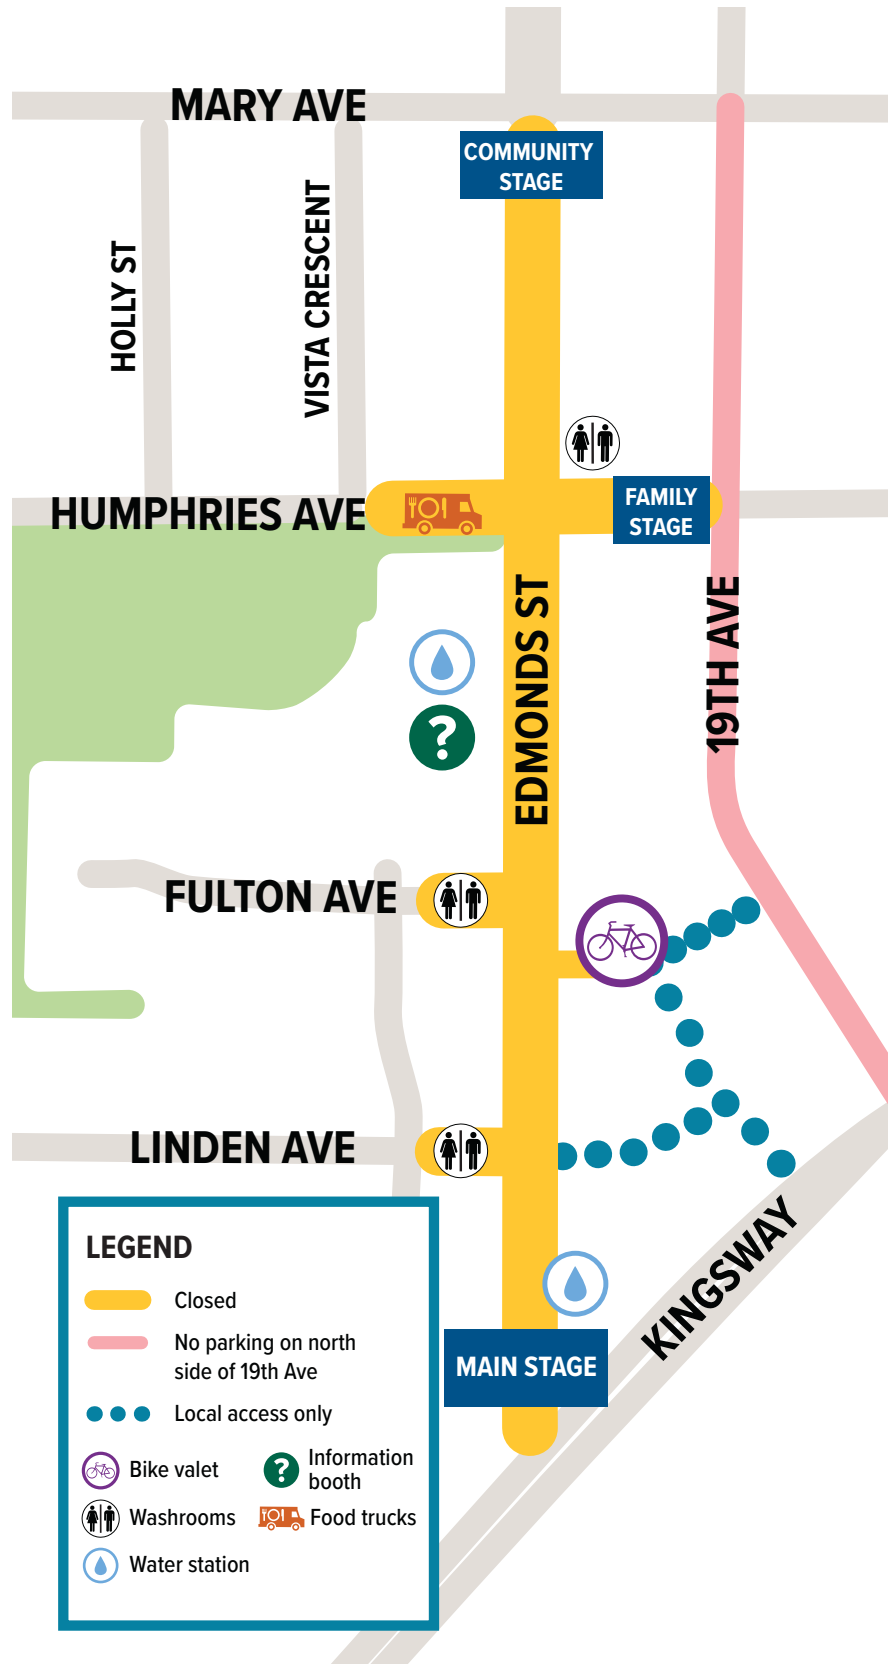 MARY AVE
COMMUNITY
STAGE
HOLLY ST
VISTA CRESCENT
HUMPHRIES AVE
FAMILY
STAGE
EDMONDS ST
19TH AVE
?
FULTON AVE
LINDEN AVE
KINGSWAY
MAIN STAGE
LEGEND
Closed
No parking on north
side of 19th Ave
Local access only
Bike valet
? Information
booth
Washrooms
Food trucks
Water station